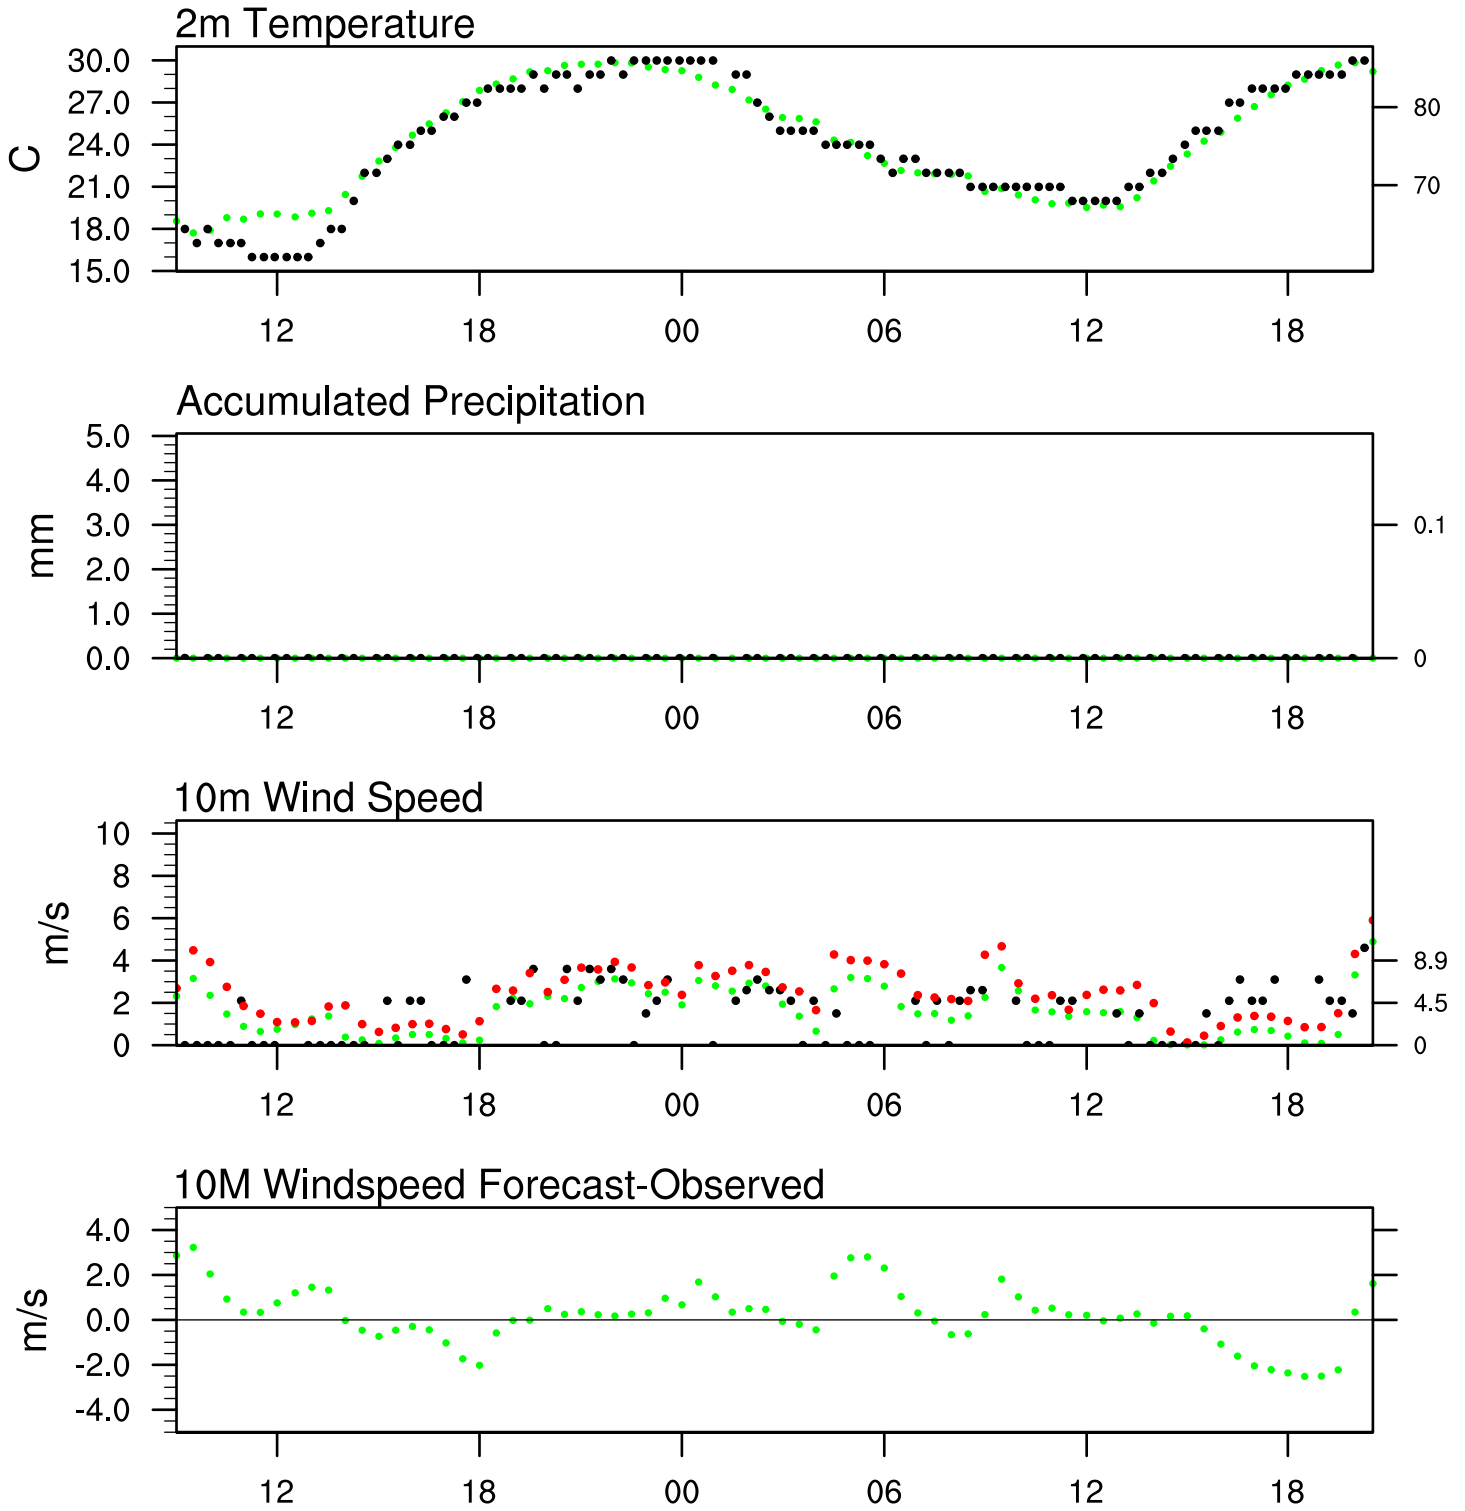 2m Temperature
30.0
27.0
24.0
21.0
18.0
15.0
C
80
70
12 18 00 06 12 18
Accumulated Precipitation
5.0
4.0
3.0
2.0
1.0
0.0
mm
0.1
0
12 18 00 06 12 18
10m Wind Speed
10
8
6
4
2
0
m/s
8.9
4.5
0
12 18 00 06 12 18
10M Windspeed Forecast-Observed
4.0
2.0
0.0
-2.0
-4.0
m/s
12 18 00 06 12 18